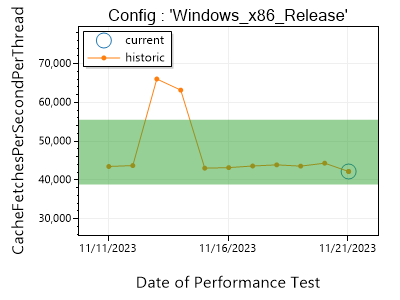 Config : 'Windows_x86_Release'
current
historic
CacheFetchesPerSecondPerThread
70,000
60,000
50,000
40,000
30,000
11/11/2023
11/16/2023
11/21/2023
Date of Performance Test